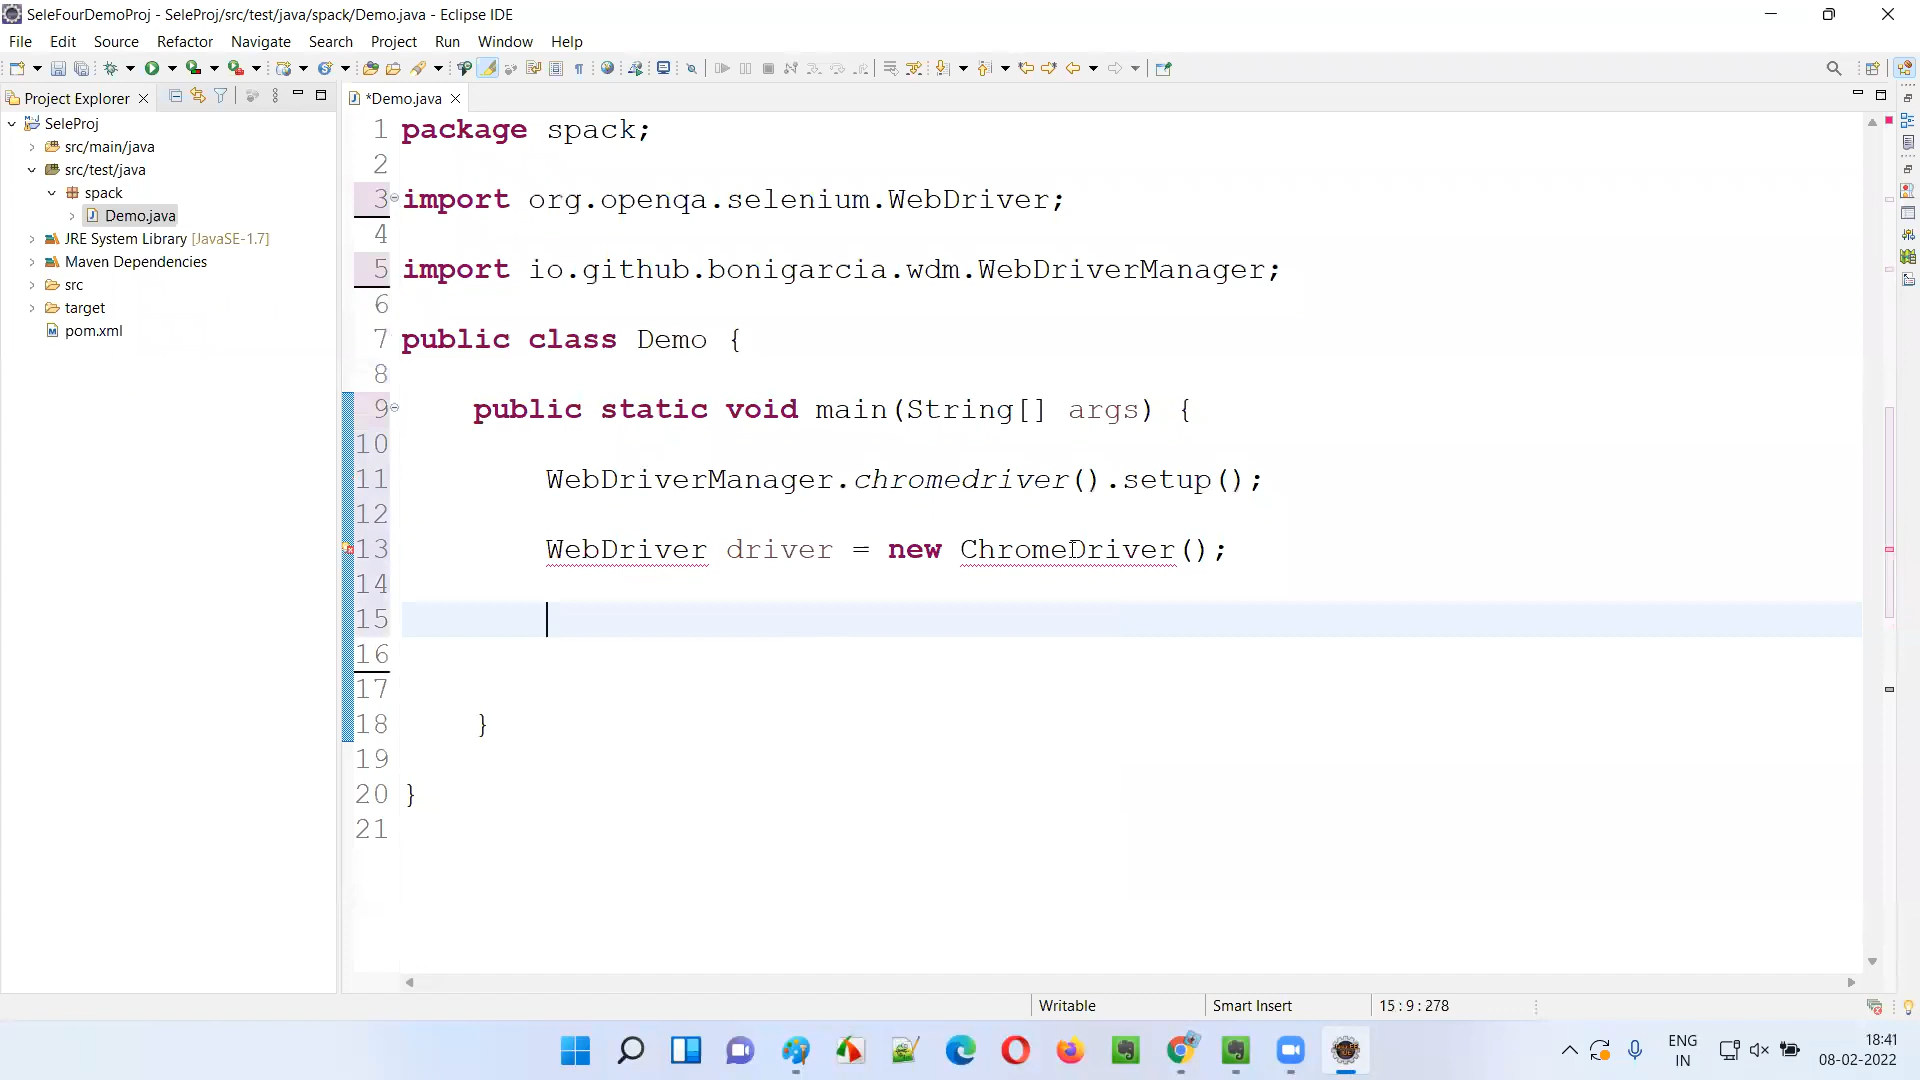 SeleFourDemoProj - SeleProj/src/test/java/spack/Demo.java - Eclipse IDE
File Edit Source Refactor Navigate Search Project Run Window Help
Project Explorer
*Demo.java
SeleProj
src/main/java
src/test/java
spack
Demo.java
JRE System Library [JavaSE-1.7]
Maven Dependencies
src
target
pom.xml
1 package spack;
2
3 import org.openqa.selenium.WebDriver;
4
5 import io.github.bonigarcia.wdm.WebDriverManager;
6
7 public class Demo {
8
9 public static void main(String[] args) {
10
11 WebDriverManager.chromedriver().setup();
12
13 WebDriver driver = new ChromeDriver();
14
15
16
17
18 }
19
20 }
21
Writable
Smart Insert
15 : 9 : 278
ENG
IN
18:41
08-02-2022